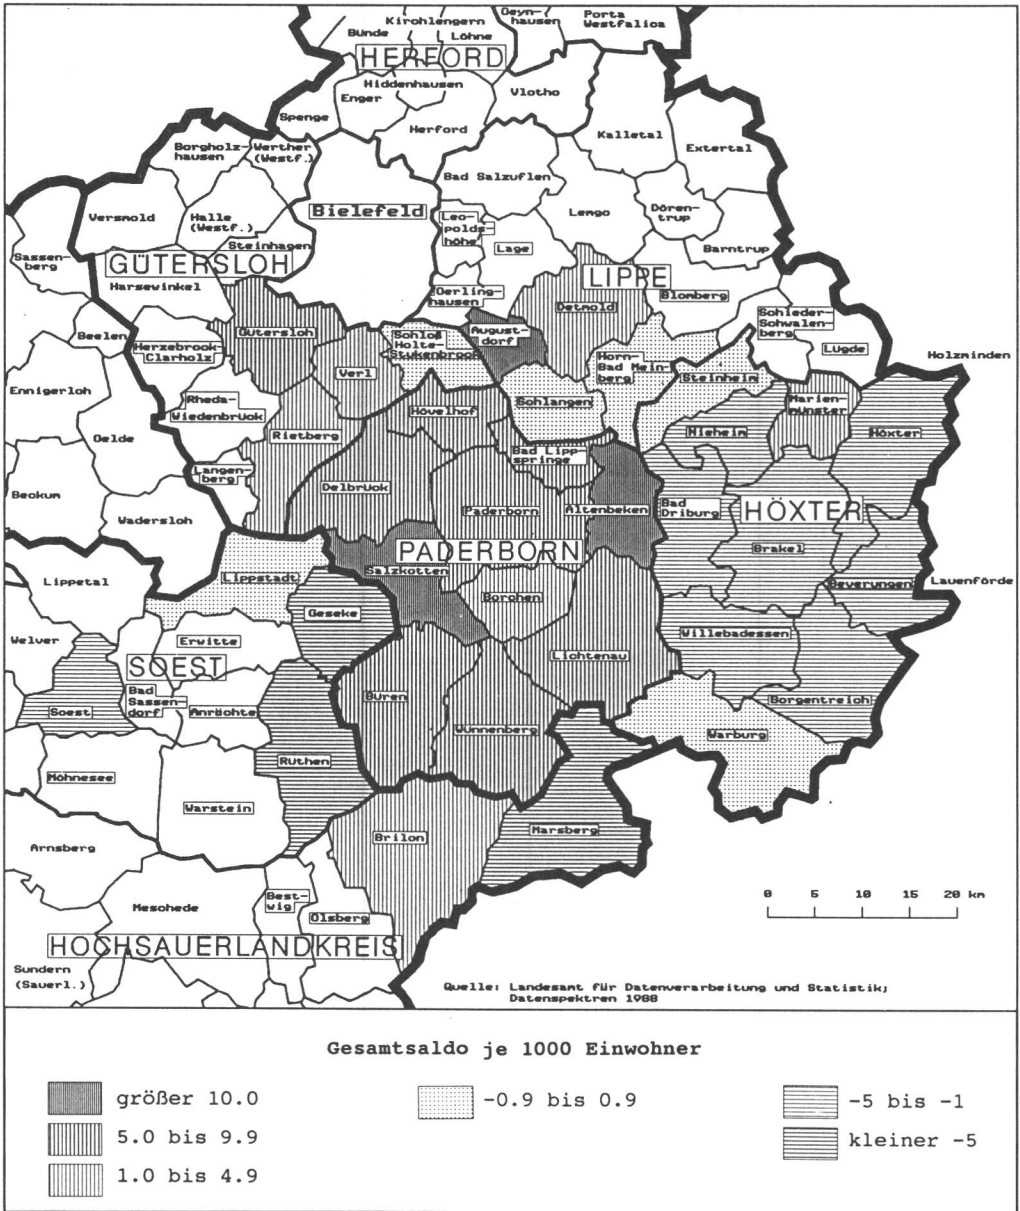 Kirchlengern
Oeyn-
hausen
Porta
Westfalica
Bünde
Löhne
HERFORD
Hiddenhausen
Enger
Vlotho
Spenge
Herford
Kalletal
Extertal
Borgholz-
hausen
Werther
(Westf.)
Bad Salzuflen
Versmold
Halle
(Westf.)
Bielefeld
Leo-
polds-
höhe
Lemgo
Dören-
trup
Steinhagen
Lage
Barntrup
Sassen-
berg
GÜTERSLOH
Harsewinkel
LIPPE
Oerling-
hausen
Blomberg
Detmold
Schieder-
Schwalen-
berg
Lügde
Beelen
Herzebrook-
Clarholz
Gütersloh
Schloß
Holte-
Stukenbrook
August-
dorf
Holzminden
Ennigerloh
Verl
Horn-
Bad Mein-
berg
Steinheim
Rheda-
Wiedenbrück
Hövelhof
Schlangen
Marien-
münster
Oelde
Rietberg
Nieheim
Höxter
Bad Lipp-
springe
Langen-
berg
Beckum
Delbrück
Paderborn
Altenbeken
Bad
Driburg
HÖXTER
Wadersloh
PADERBORN
Brakel
Lippetal
Lippstadt
Salzkotten
Beverungen
Lauenförde
Borchen
Geseke
Welver
Erwitte
Willebadessen
SOEST
Lichtenau
Soest
Bad
Sassen-
dorf
Anröchte
Büren
Borgentreich
Wünnenberg
Warburg
Rüthen
Möhnesee
Warstein
Marsberg
Brilon
Arnsberg
Meschede
Best-
wig
Olsberg
0 5 10 15 20 km
HOCHSAUERLANDKREIS
Sundern
(Sauerl.)
Quelle: Landesamt für Datenverarbeitung und Statistik;
Datenspektren 1988
Gesamtsaldo je 1000 Einwohner
größer 10.0
-0.9 bis 0.9
-5 bis -1
5.0 bis 9.9
kleiner -5
1.0 bis 4.9